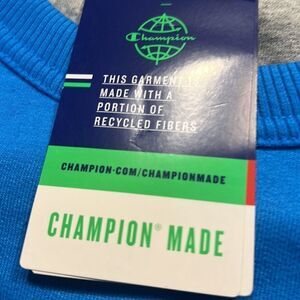 Champion
THIS GARMENT IS
MADE WITH A
PORTION OF
RECYCLED FIBERS
CHAMPION.COM/CHAMPIONMADE
CHAMPION® MADE